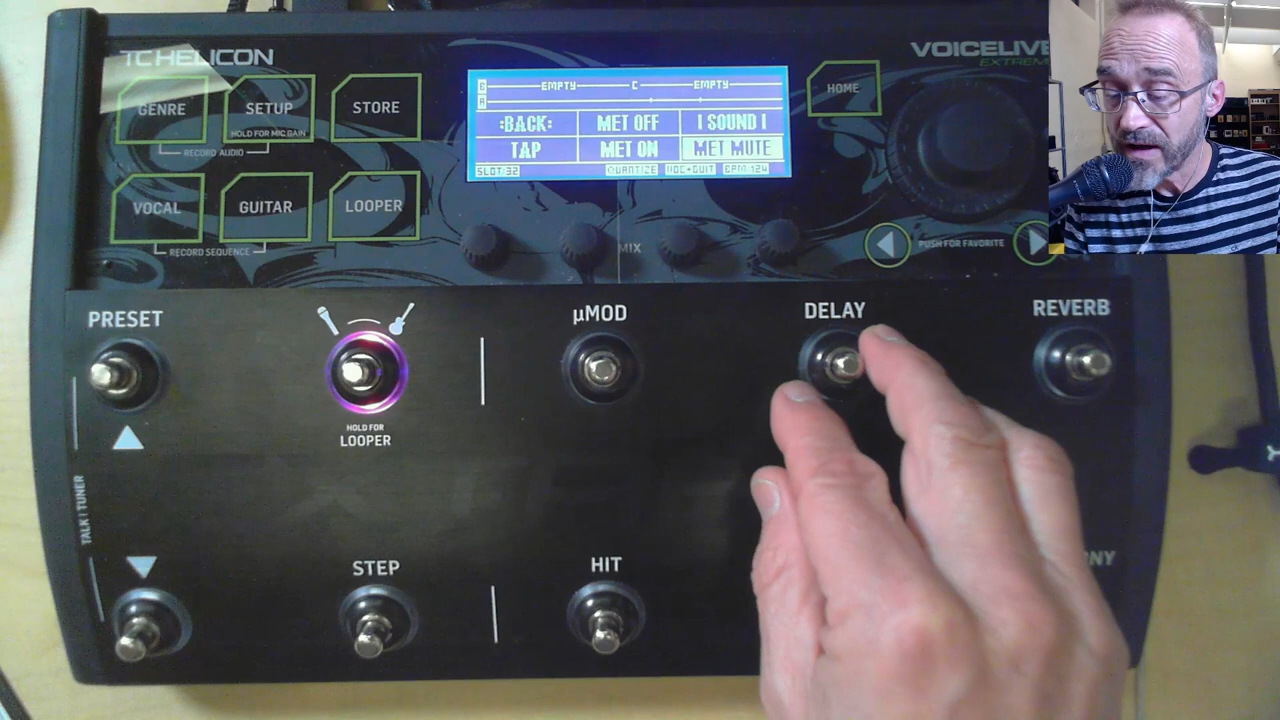 TC HELICON
VOICELIVE
EXTREME
GENRE
SETUP
HOLD FOR MIC GAIN
STORE
RECORD AUDIO
VOCAL
GUITAR
LOOPER
RECORD SEQUENCE
B EMPTY C EMPTY
A
:BACK: MET OFF | SOUND |
TAP MET ON MET MUTE
SLOT:32 QUANTIZE VOC+GUIT BPM:124
HOME
MIX
PUSH FOR FAVORITE
PRESET
µMOD
DELAY
REVERB
HOLD FOR
LOOPER
TALK | TUNER
STEP
HIT